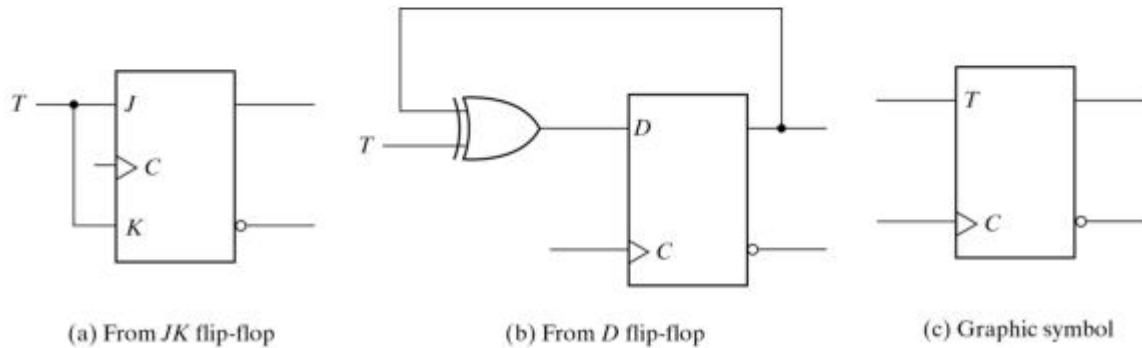 T
J
C
K
(a) From JK flip-flop
T
D
C
(b) From D flip-flop
T
C
(c) Graphic symbol